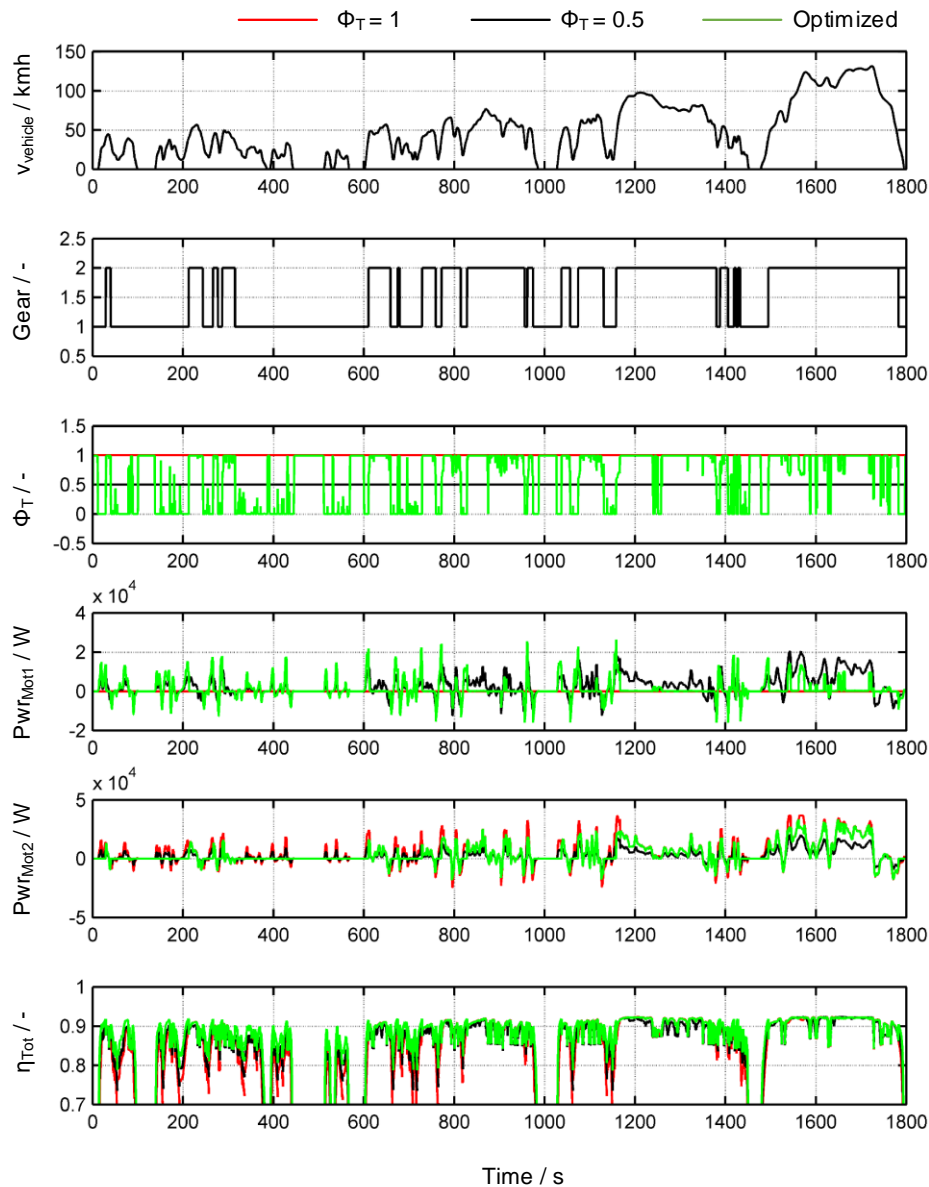 Φ_T = 1 Φ_T = 0.5 Optimized
v_vehicle / kmh
150
100
50
0
0 200 400 600 800 1000 1200 1400 1600 1800
Gear / -
2.5
2
1.5
1
0.5
0 200 400 600 800 1000 1200 1400 1600 1800
Φ_T / -
1.5
1
0.5
0
-0.5
0 200 400 600 800 1000 1200 1400 1600 1800
Pwr_Mot1 / W
x 10^4
4
2
0
-2
0 200 400 600 800 1000 1200 1400 1600 1800
Pwr_Mot2 / W
x 10^4
5
0
-5
0 200 400 600 800 1000 1200 1400 1600 1800
η_Tot / -
1
0.9
0.8
0.7
0 200 400 600 800 1000 1200 1400 1600 1800
Time / s